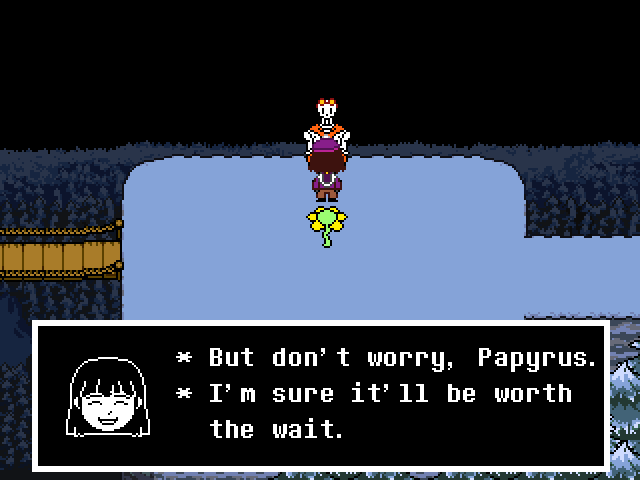 * But don't worry, Papyrus.
* I'm sure it'll be worth
the wait.